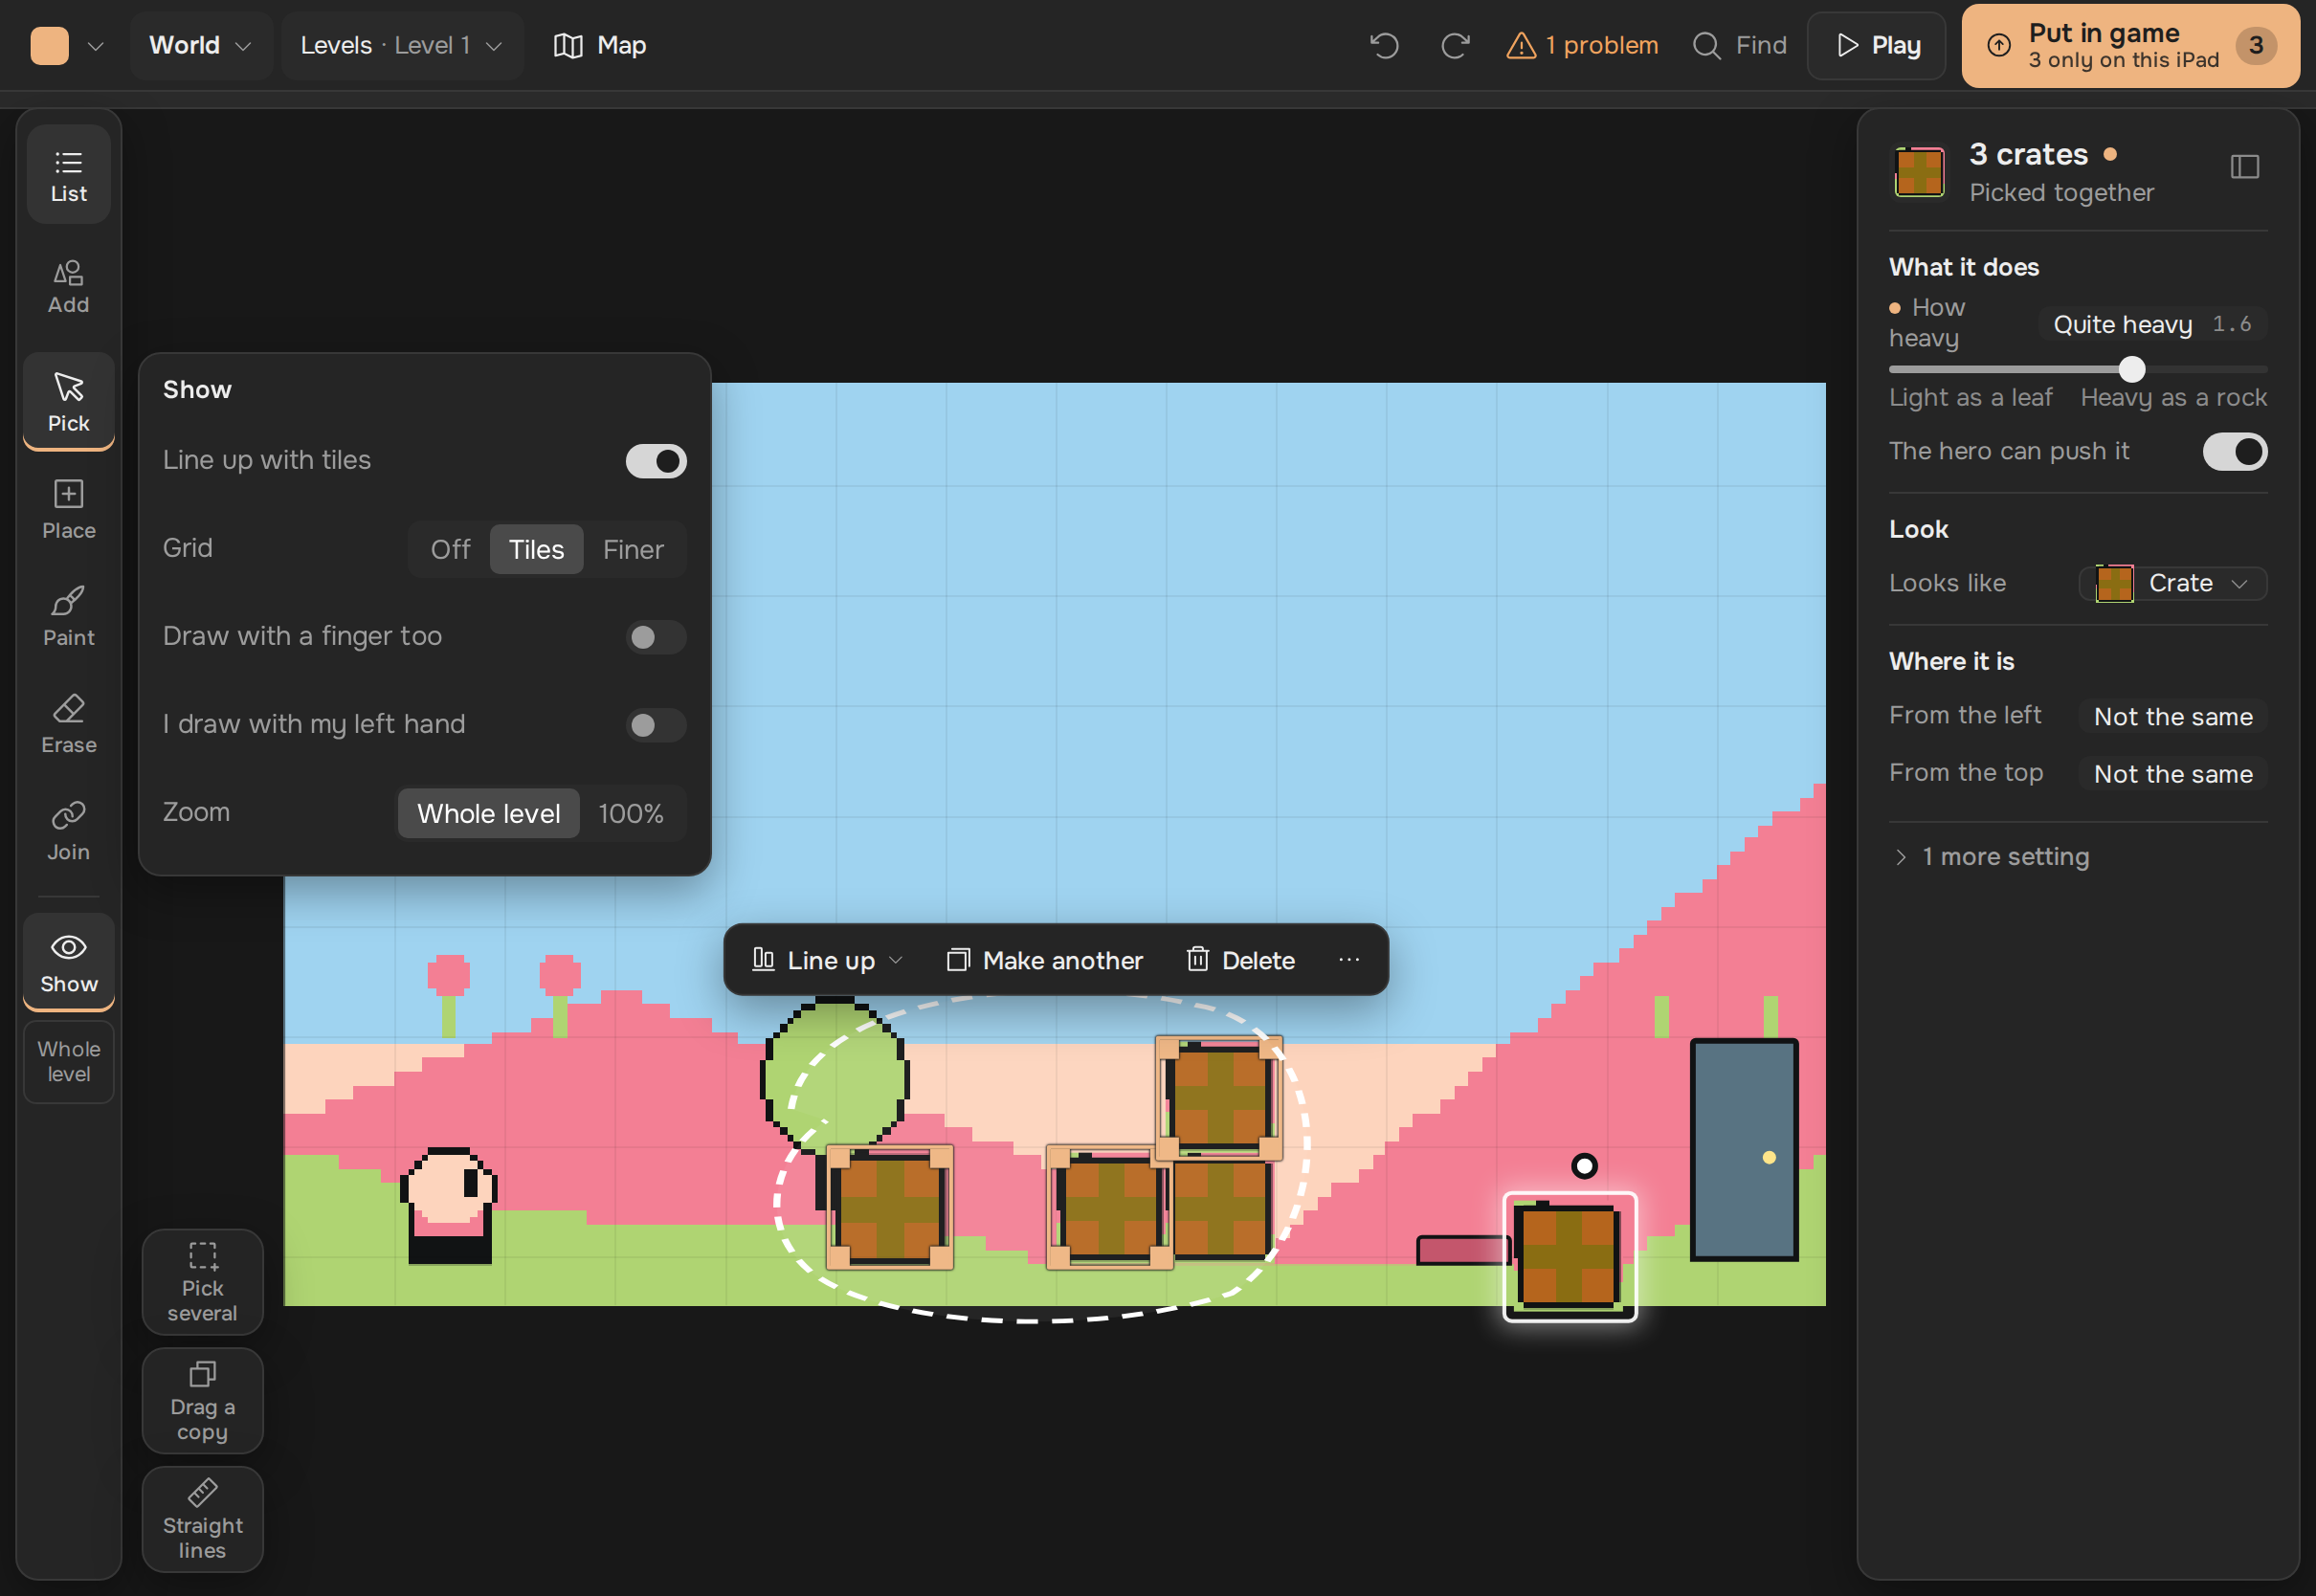 World
Levels · Level 1
Map
1 problem
Find
Play
Put in game
3 only on this iPad
3
List
Add
Pick
Place
Paint
Erase
Join
Show
Whole
level
Show
Line up with tiles
Grid
Off
Tiles
Finer
Draw with a finger too
I draw with my left hand
Zoom
Whole level
100%
Line up
Make another
Delete
Pick
several
Drag a
copy
Straight
lines
3 crates
Picked together
What it does
How
heavy
Quite heavy 1.6
Light as a leaf
Heavy as a rock
The hero can push it
Look
Looks like
Crate
Where it is
From the left
Not the same
From the top
Not the same
1 more setting